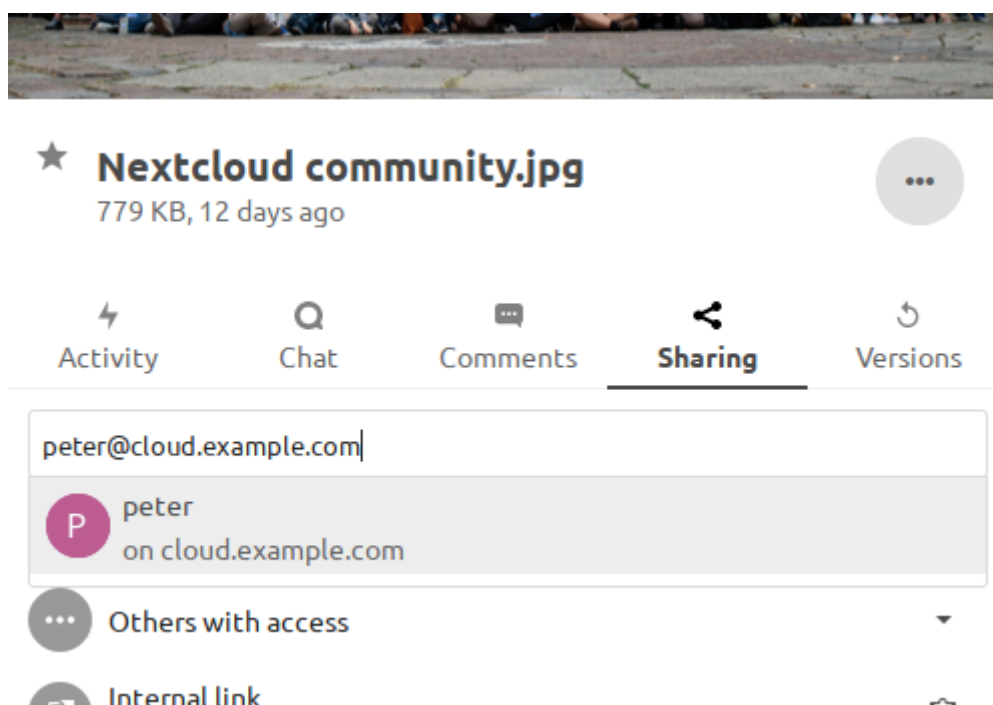 Nextcloud community.jpg
779 KB, 12 days ago
Activity
Chat
Comments
Sharing
Versions
peter@cloud.example.com
P
peter
on cloud.example.com
Others with access
Internal link